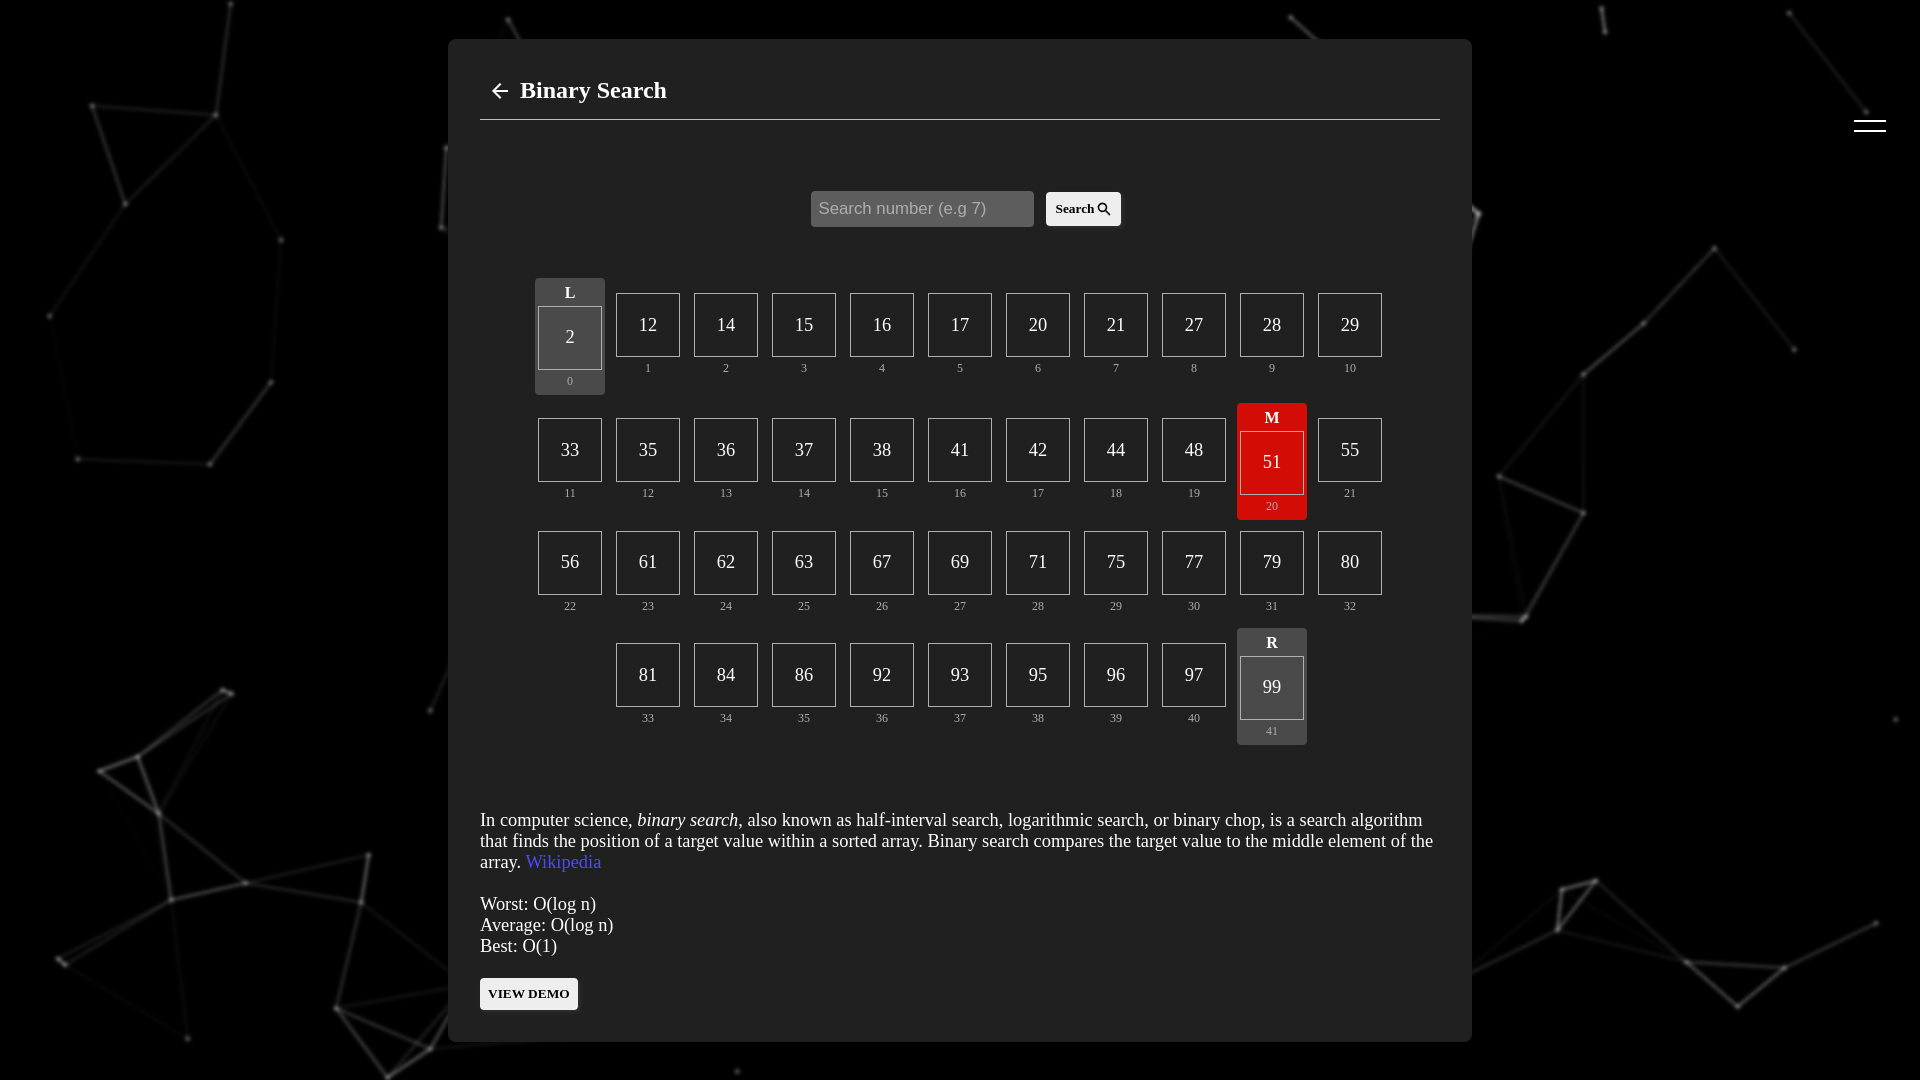 Binary Search
Search number (e.g 7) Search
L
2 12 14 15 16 17 20 21 27 28 29
0 1 2 3 4 5 6 7 8 9 10
M
33 35 36 37 38 41 42 44 48 51 55
11 12 13 14 15 16 17 18 19 20 21
56 61 62 63 67 69 71 75 77 79 80
22 23 24 25 26 27 28 29 30 31 32
R
81 84 86 92 93 95 96 97 99
33 34 35 36 37 38 39 40 41
In computer science, binary search, also known as half-interval search, logarithmic search, or binary chop, is a search algorithm
that finds the position of a target value within a sorted array. Binary search compares the target value to the middle element of the
array. Wikipedia
Worst: O(log n)
Average: O(log n)
Best: O(1)
VIEW DEMO